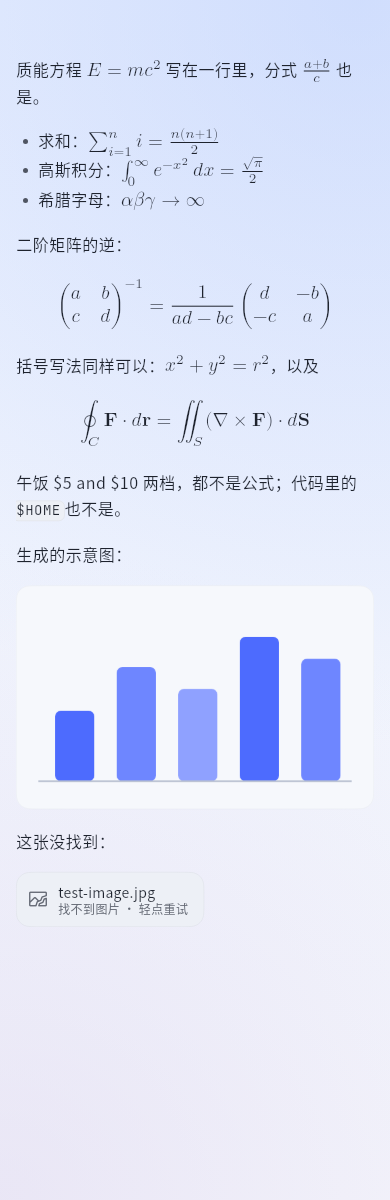 质能方程 E = mc² 写在一行里，分式 (a+b)/c 也
是。
• 求和：∑_{i=1}^{n} i = n(n+1)/2
• 高斯积分：∫_0^∞ e^{−x²} dx = √π/2
• 希腊字母：αβγ → ∞
二阶矩阵的逆：
(a b; c d)^{−1} = 1/(ad − bc) (d −b; −c a)
括号写法同样可以：x² + y² = r²，以及
∮_C F · dr = ∬_S (∇ × F) · dS
午饭 $5 and $10 两档，都不是公式；代码里的
$HOME 也不是。
生成的示意图：
这张没找到：
test-image.jpg
找不到图片 · 轻点重试